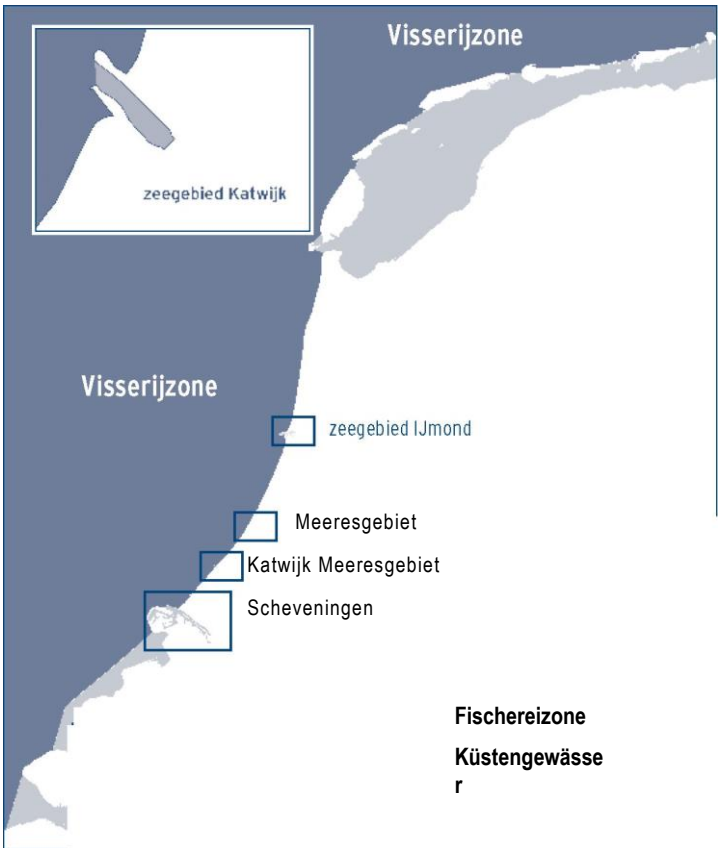 Visserijzone
zeegebied Katwijk
Visserijzone
zeegebied IJmond
Meeresgebiet
Katwijk Meeresgebiet
Scheveningen
Fischereizone
Küstengewässe
r